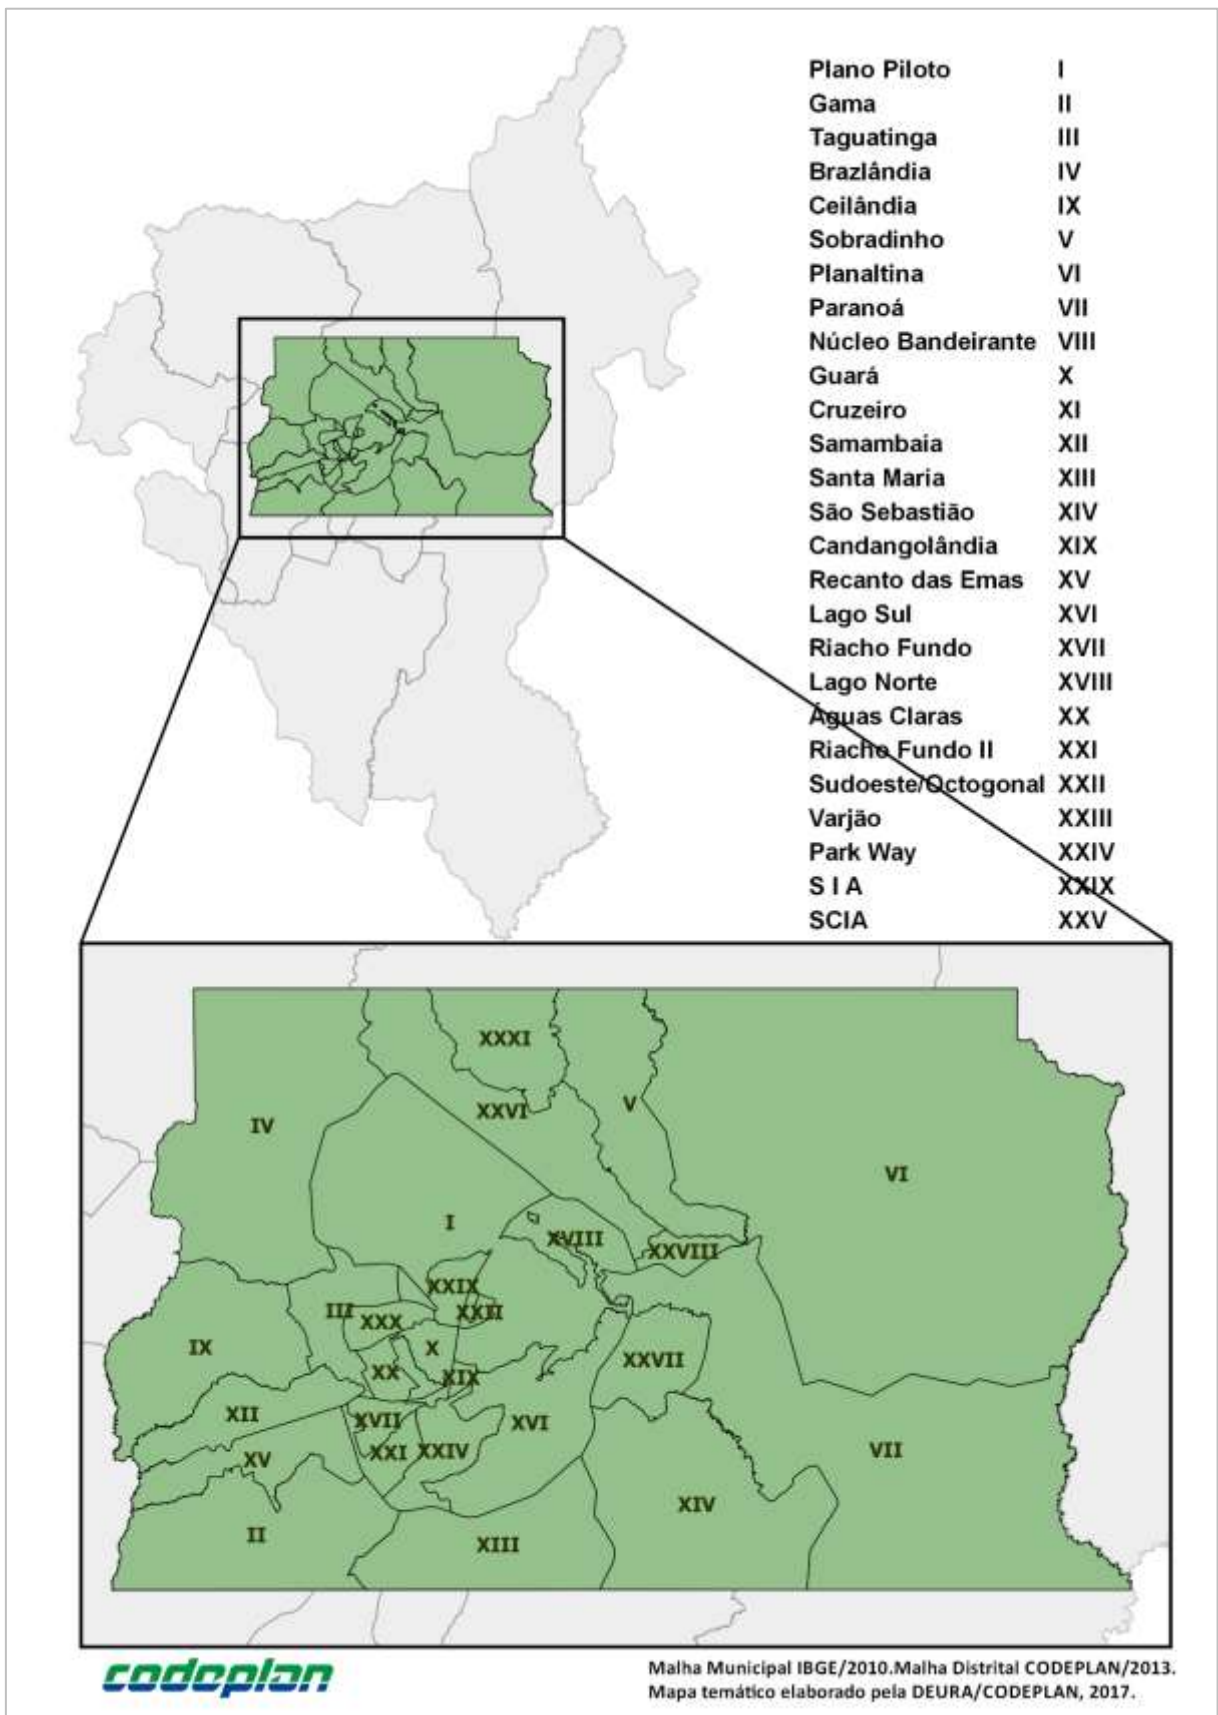 Plano Piloto I
Gama II
Taguatinga III
Brazlândia IV
Ceilândia IX
Sobradinho V
Planaltina VI
Paranoá VII
Núcleo Bandeirante VIII
Guará X
Cruzeiro XI
Samambaia XII
Santa Maria XIII
São Sebastião XIV
Candangolândia XIX
Recanto das Emas XV
Lago Sul XVI
Riacho Fundo XVII
Lago Norte XVIII
Águas Claras XX
Riacho Fundo II XXI
Sudoeste/Octogonal XXII
Varjão XXIII
Park Way XXIV
S I A XXIX
SCIA XXV
XXXI
XXVI
V
IV
VI
I
XVIII
XXVIII
XXIX
III
XXX
XXII
IX
X
XXVII
XX
XIX
XII
XVII
XVI
XV
XXI
XXIV
VII
II
XIV
XIII
codeplan
Malha Municipal IBGE/2010.Malha Distrital CODEPLAN/2013.
Mapa temático elaborado pela DEURA/CODEPLAN, 2017.